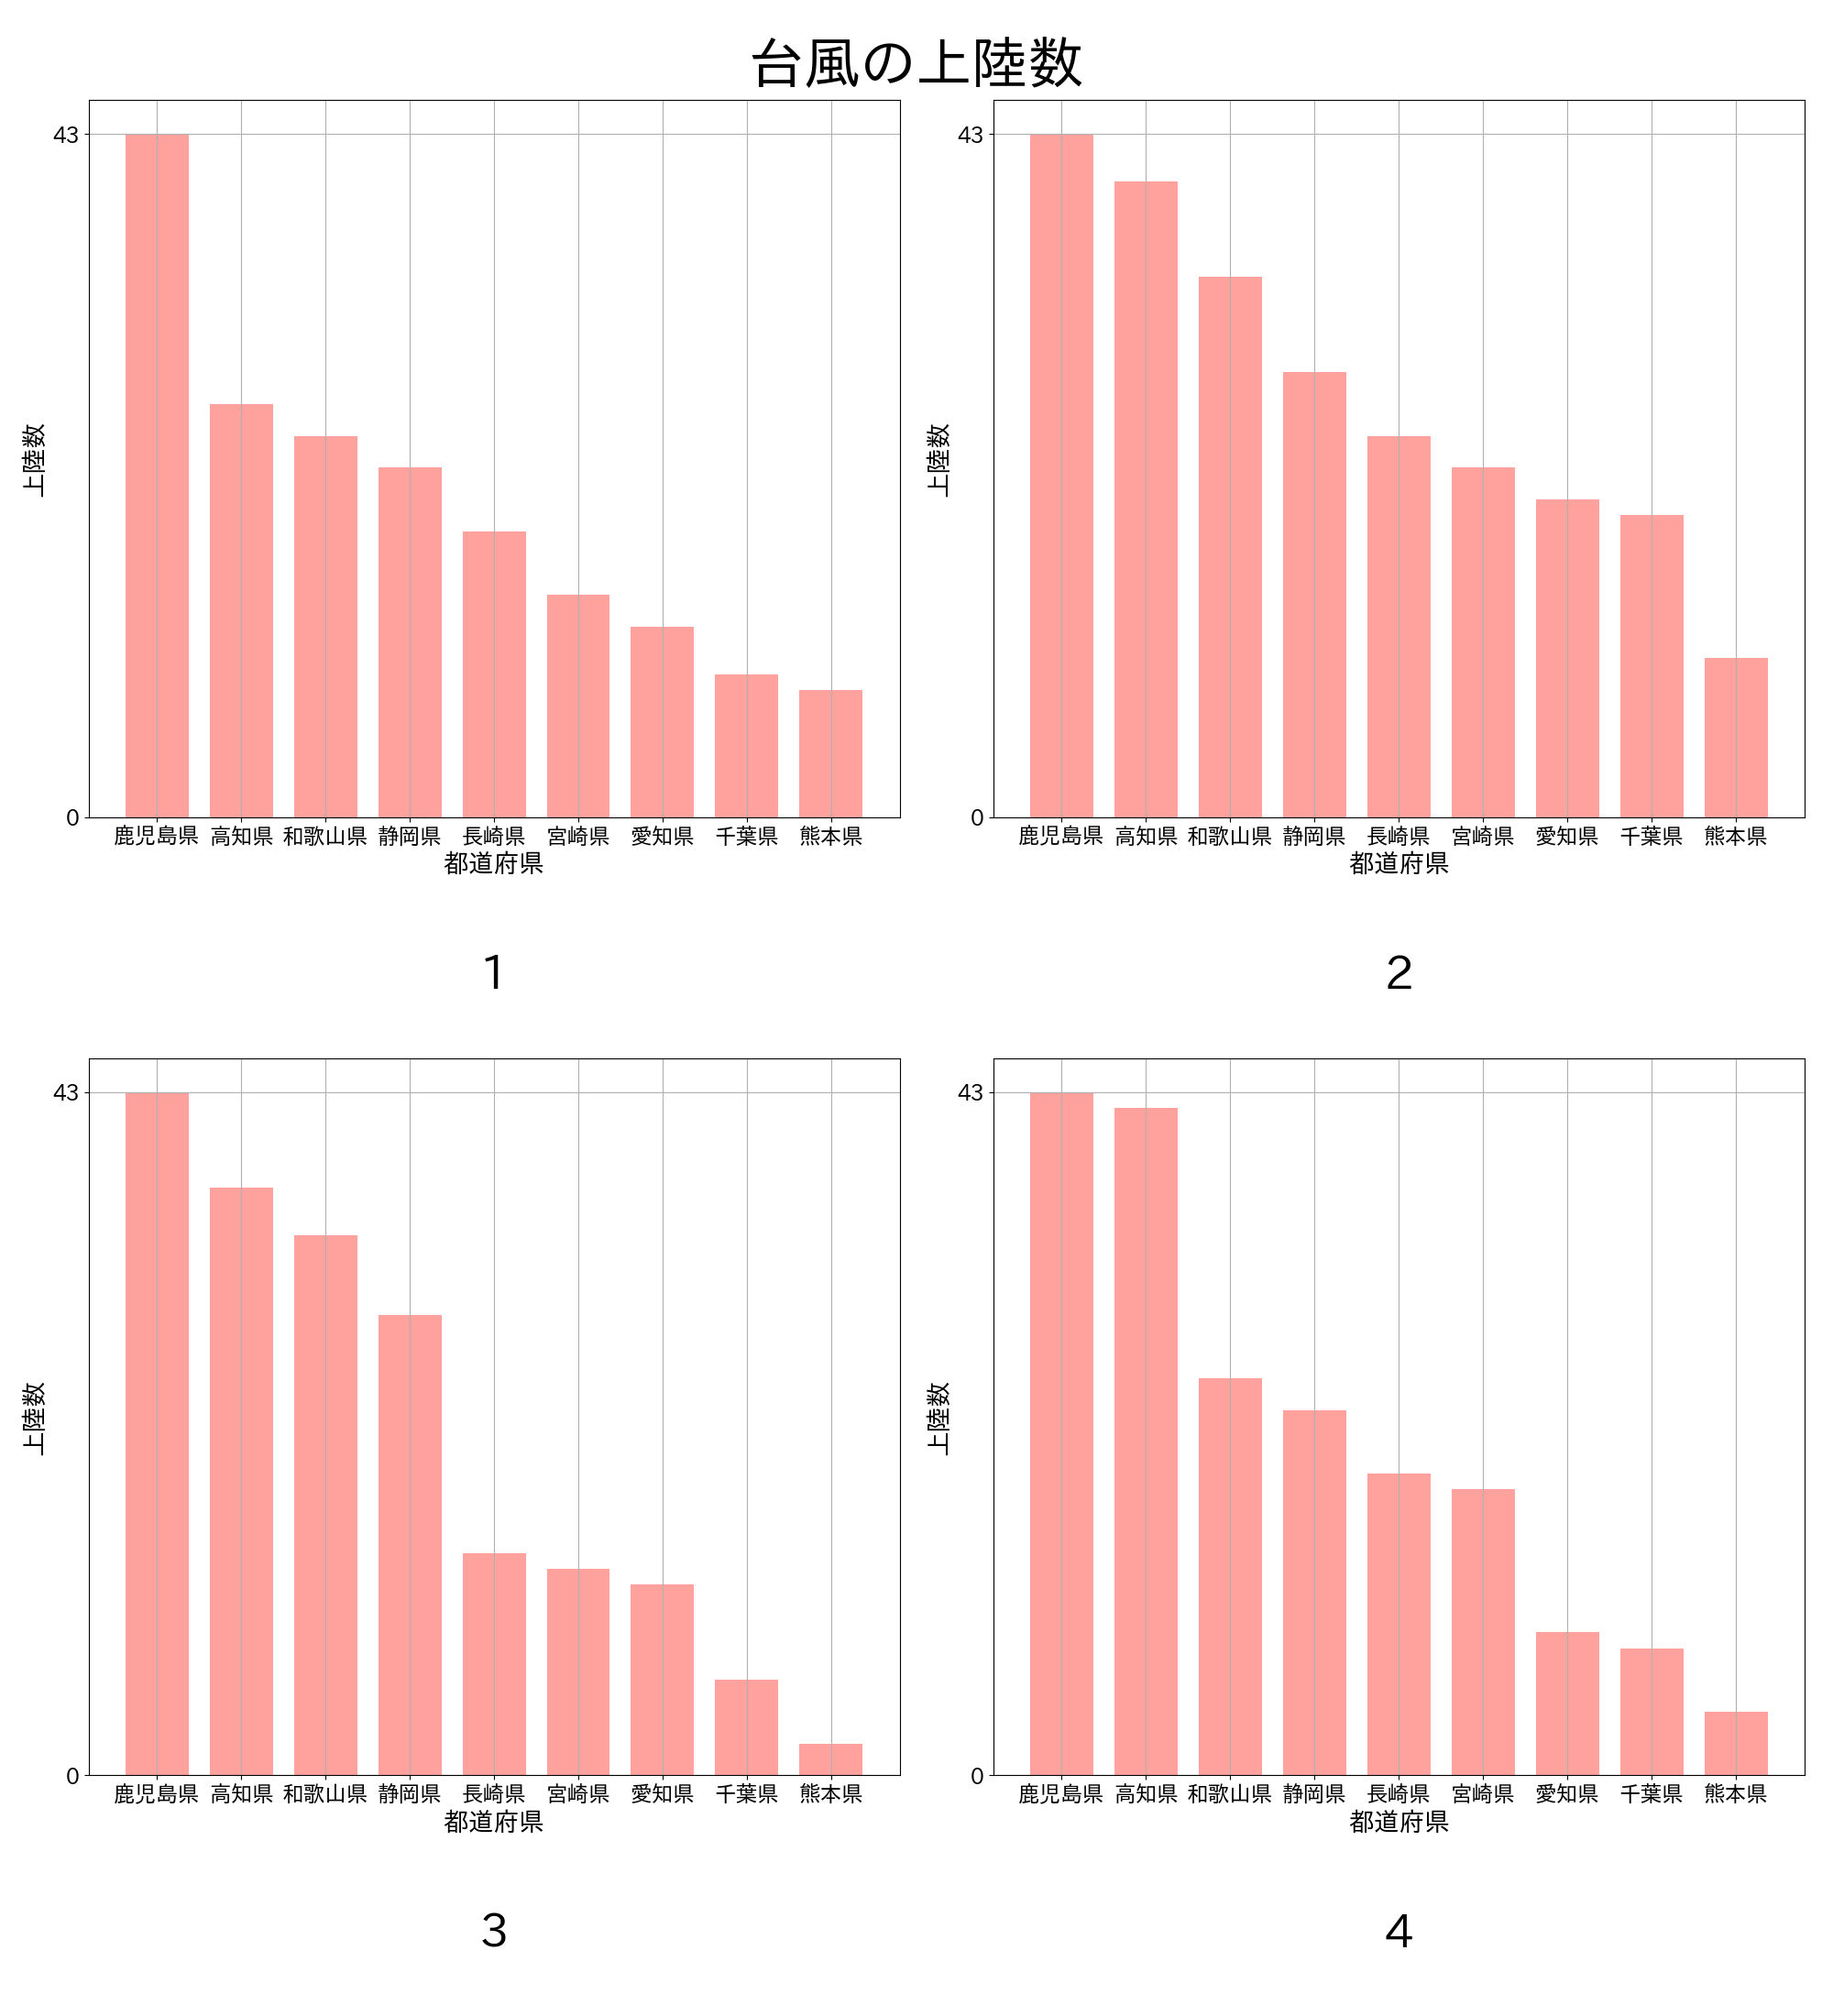 台風の上陸数
43
0
上陸数
鹿児島県 高知県 和歌山県 静岡県 長崎県 宮崎県 愛知県 千葉県 熊本県
都道府県
1
43
0
上陸数
鹿児島県 高知県 和歌山県 静岡県 長崎県 宮崎県 愛知県 千葉県 熊本県
都道府県
2
43
0
上陸数
鹿児島県 高知県 和歌山県 静岡県 長崎県 宮崎県 愛知県 千葉県 熊本県
都道府県
3
43
0
上陸数
鹿児島県 高知県 和歌山県 静岡県 長崎県 宮崎県 愛知県 千葉県 熊本県
都道府県
4